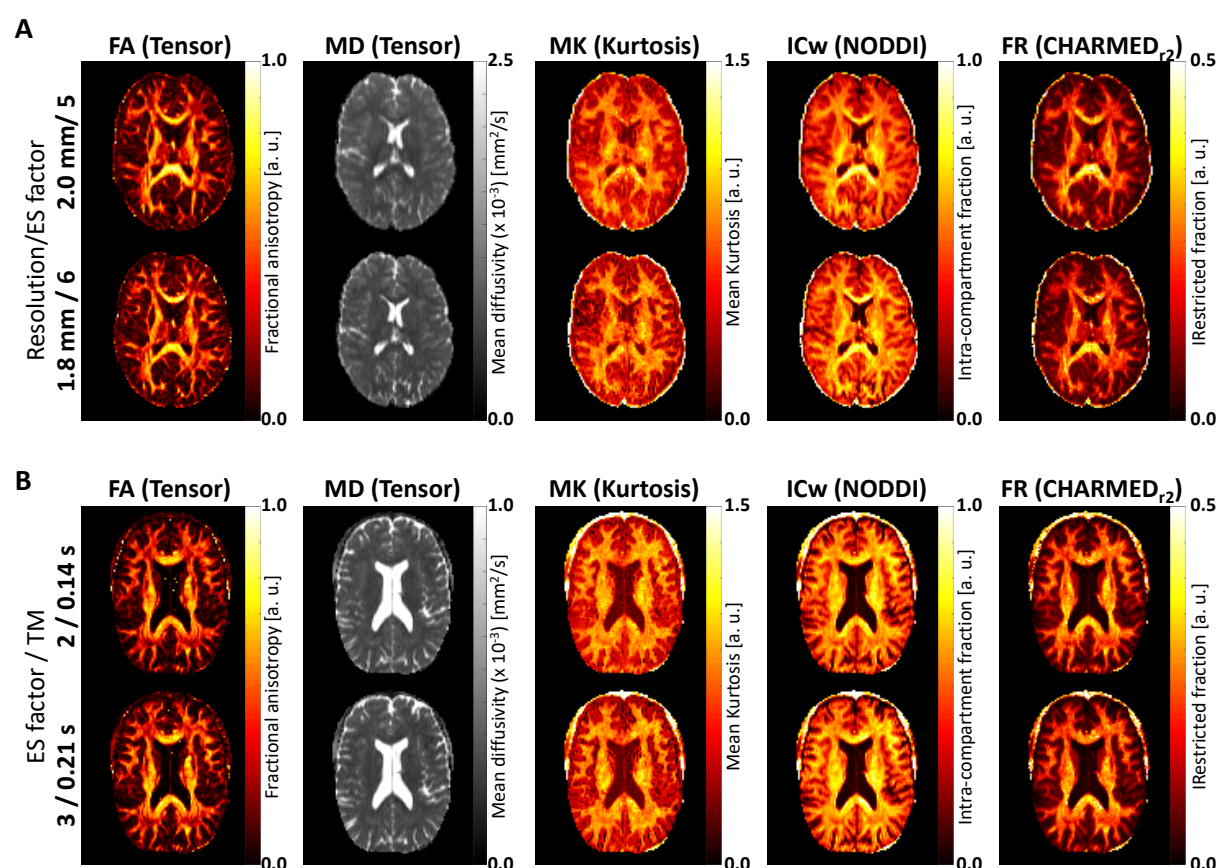 A
FA (Tensor)
MD (Tensor)
MK (Kurtosis)
ICw (NODDI)
FR (CHARMEDr2)
Resolution/ES factor
2.0 mm/ 5
1.8 mm / 6
1.0
Fractional anisotropy [a. u.]
0.0
2.5
Mean diffusivity (x 10-3) [mm2/s]
0.0
1.5
Mean Kurtosis [a. u.]
0.0
1.0
Intra-compartment fraction [a. u.]
0.0
0.5
IRestricted fraction [a. u.]
0.0
B
FA (Tensor)
MD (Tensor)
MK (Kurtosis)
ICw (NODDI)
FR (CHARMEDr2)
ES factor / TM
2 / 0.14 s
3 / 0.21 s
1.0
Fractional anisotropy [a. u.]
0.0
1.0
Mean diffusivity (x 10-3) [mm2/s]
0.0
1.5
Mean Kurtosis [a. u.]
0.0
1.0
Intra-compartment fraction [a. u.]
0.0
0.5
IRestricted fraction [a. u.]
0.0